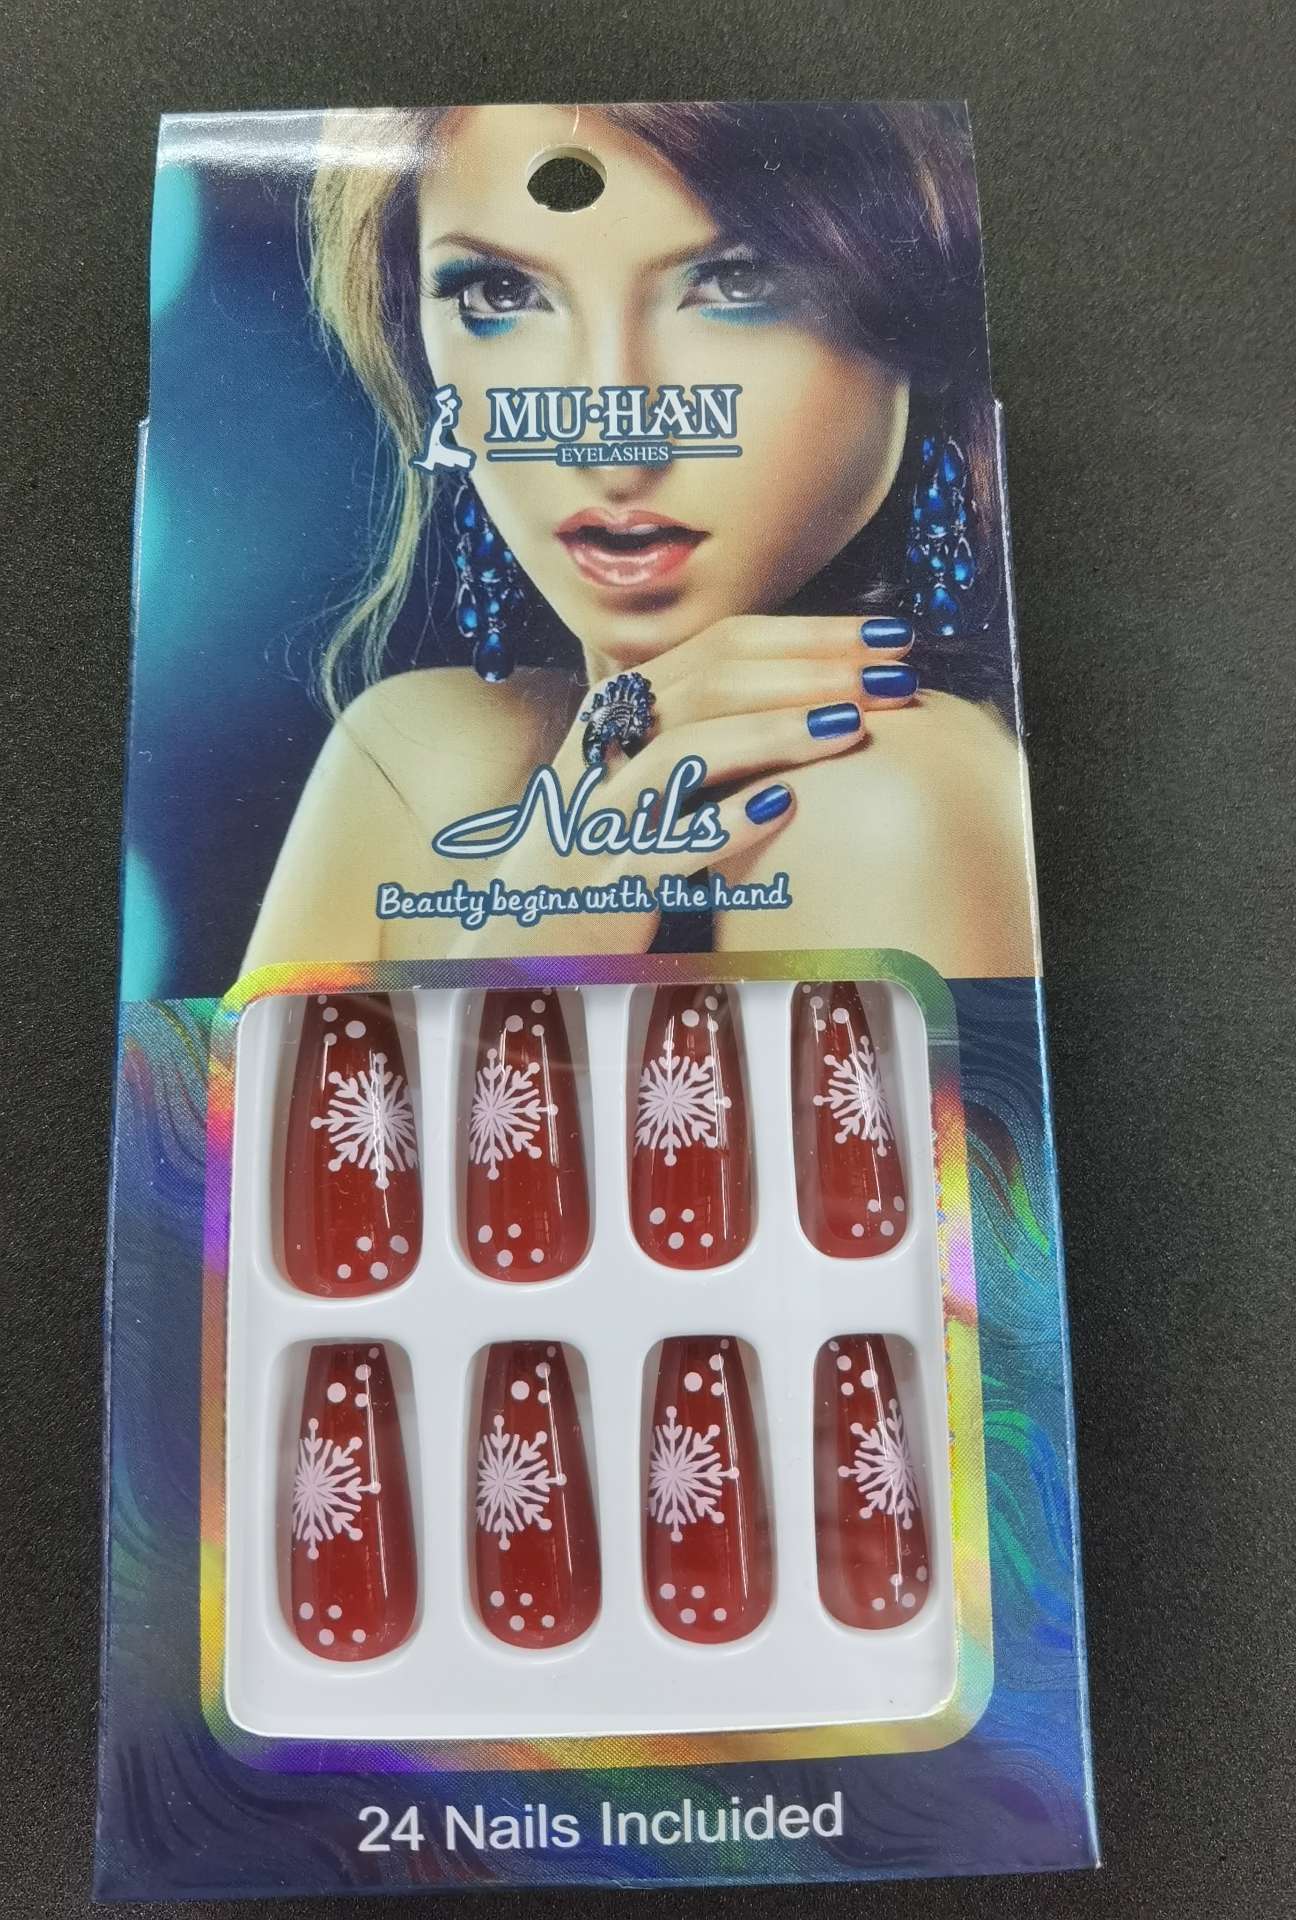 MU·HAN
EYELASHES
Nails
Beauty begins with the hand
24 Nails Incluided